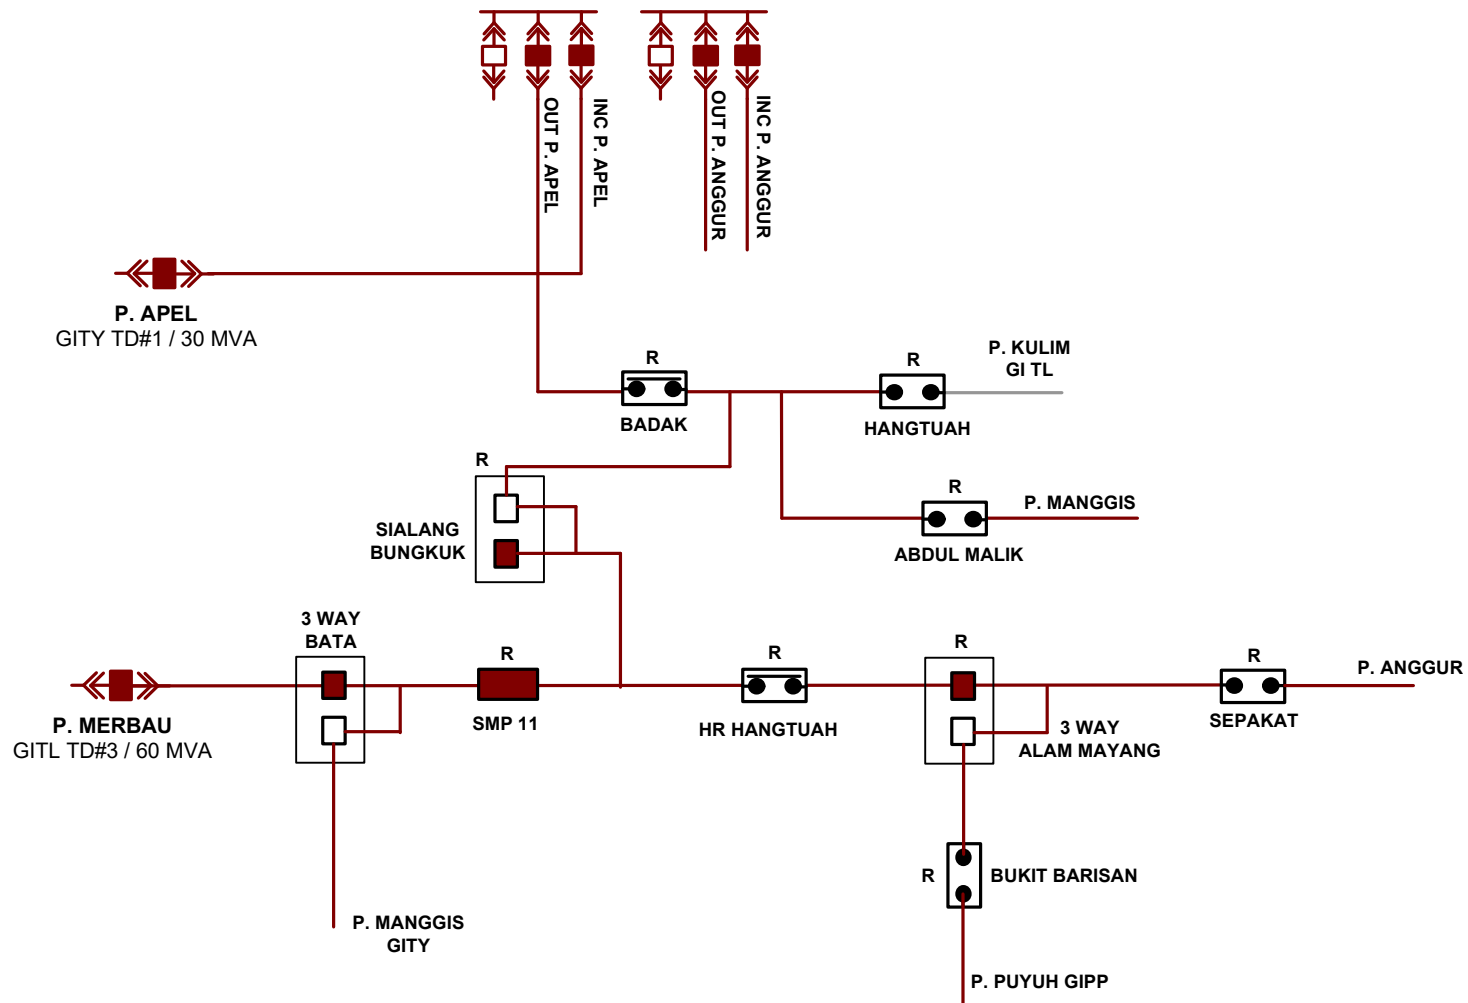 OUT P. APEL
INC P. APEL
OUT P. ANGGUR
INC P. ANGGUR
P. APEL
GITY TD#1 / 30 MVA
R
BADAK
R
HANGTUAH
P. KULIM
GI TL
R
SIALANG
BUNGKUK
R
ABDUL MALIK
P. MANGGIS
3 WAY
BATA
P. MERBAU
GITL TD#3 / 60 MVA
R
SMP 11
R
HR HANGTUAH
R
3 WAY
ALAM MAYANG
R
SEPAKAT
P. ANGGUR
R
BUKIT BARISAN
P. MANGGIS
GITY
P. PUYUH GIPP